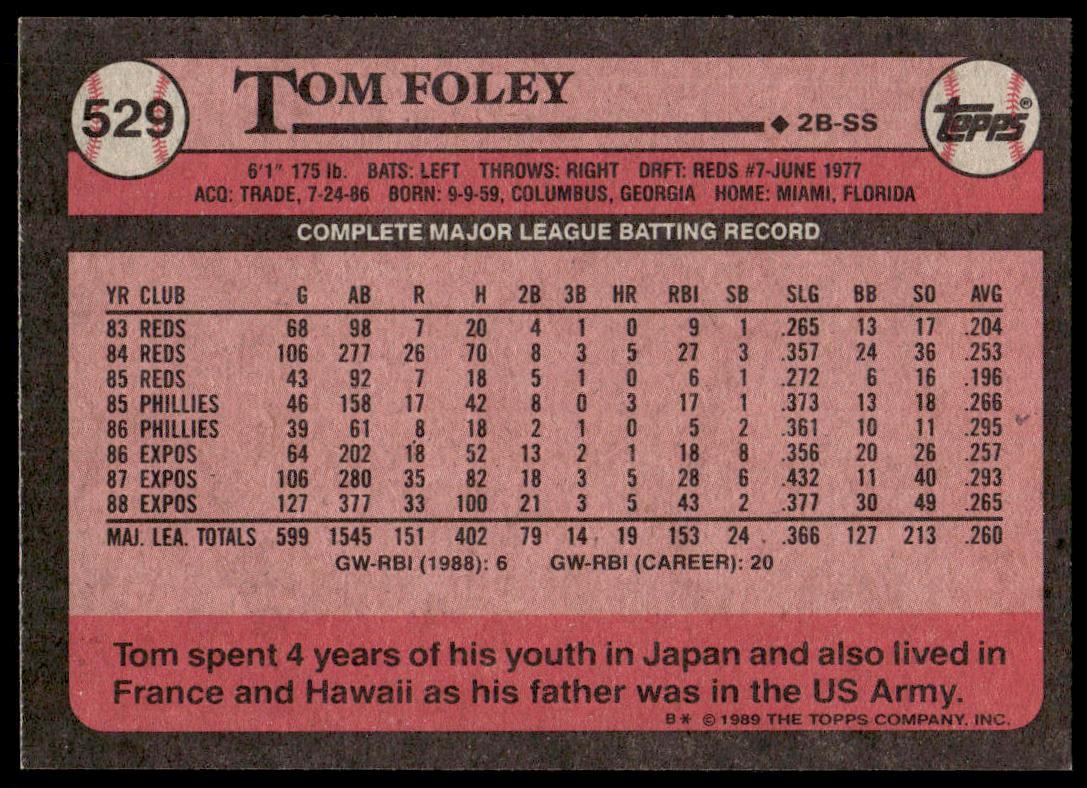 529
TOM FOLEY
◆ 2B-SS
TOPPS®
6'1" 175 lb. BATS: LEFT THROWS: RIGHT DRFT: REDS #7-JUNE 1977
ACQ: TRADE, 7-24-86 BORN: 9-9-59, COLUMBUS, GEORGIA HOME: MIAMI, FLORIDA
COMPLETE MAJOR LEAGUE BATTING RECORD
YR CLUB G AB R H 2B 3B HR RBI SB SLG BB SO AVG
83 REDS 68 98 7 20 4 1 0 9 1 .265 13 17 .204
84 REDS 106 277 26 70 8 3 5 27 3 .357 24 36 .253
85 REDS 43 92 7 18 5 1 0 6 1 .272 6 16 .196
85 PHILLIES 46 158 17 42 8 0 3 17 1 .373 13 18 .266
86 PHILLIES 39 61 8 18 2 1 0 5 2 .361 10 11 .295
86 EXPOS 64 202 18 52 13 2 1 18 8 .356 20 26 .257
87 EXPOS 106 280 35 82 18 3 5 28 6 .432 11 40 .293
88 EXPOS 127 377 33 100 21 3 5 43 2 .377 30 49 .265
MAJ. LEA. TOTALS 599 1545 151 402 79 14 19 153 24 .366 127 213 .260
GW-RBI (1988): 6 GW-RBI (CAREER): 20
Tom spent 4 years of his youth in Japan and also lived in
France and Hawaii as his father was in the US Army.
B* © 1989 THE TOPPS COMPANY, INC.